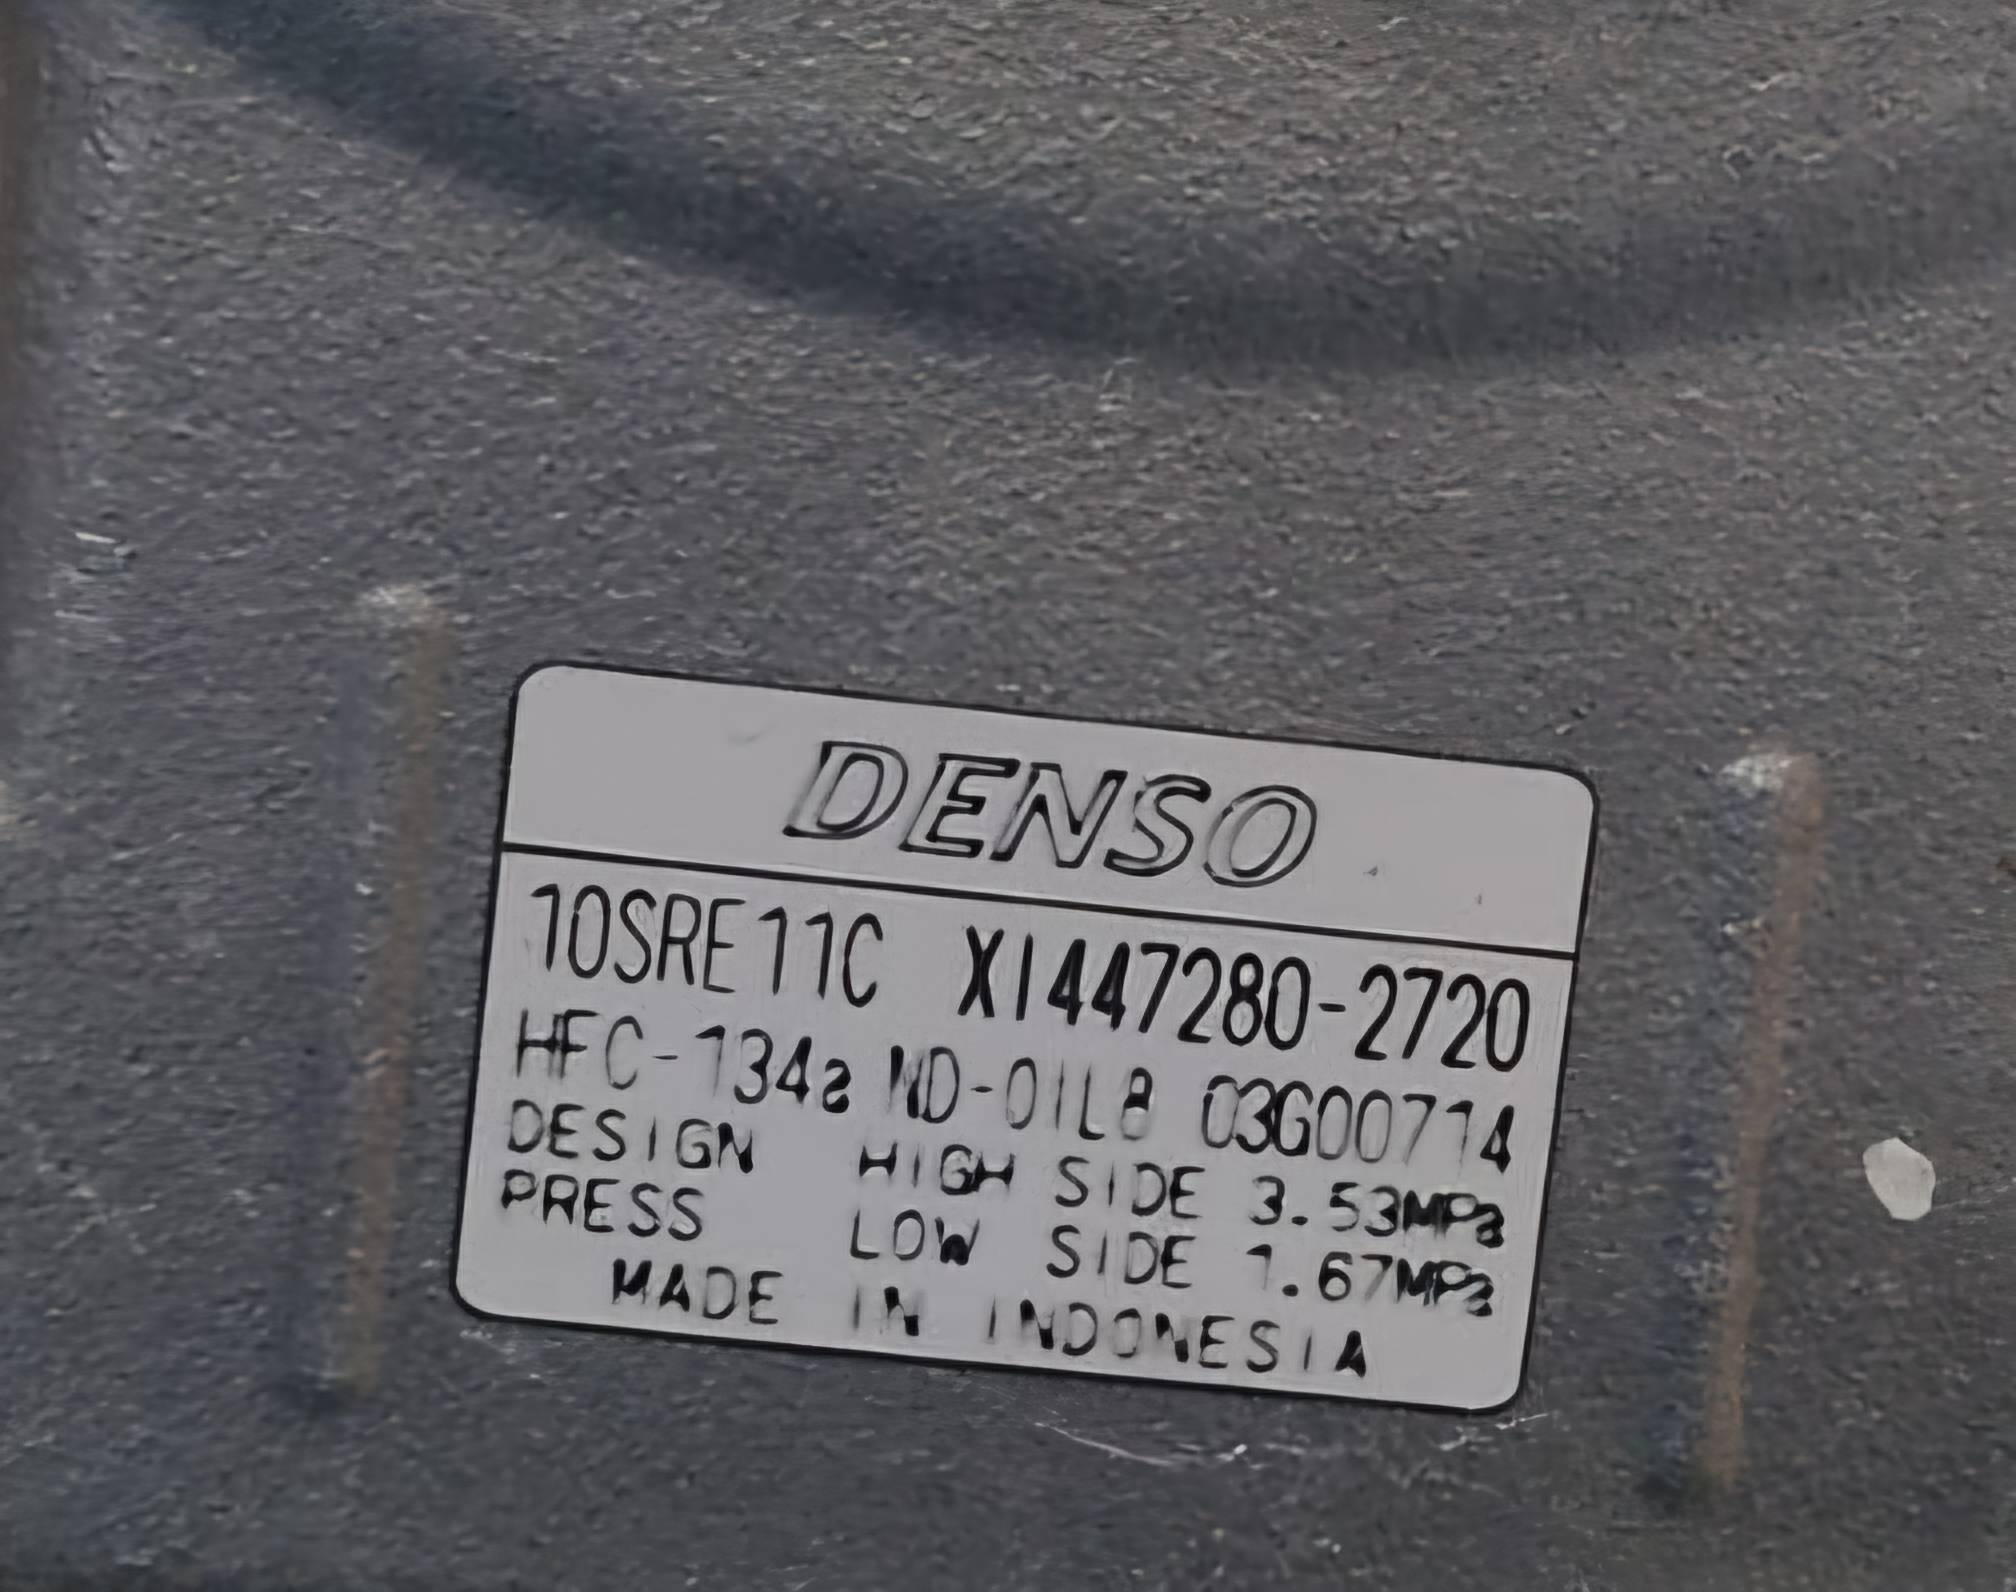 DENSO
10SRE11C XI447280-2720
HFC-134a ND-OIL8 03G00714
DESIGN HIGH SIDE 3.53MPa
PRESS LOW SIDE 1.67MPa
MADE IN INDONESIA